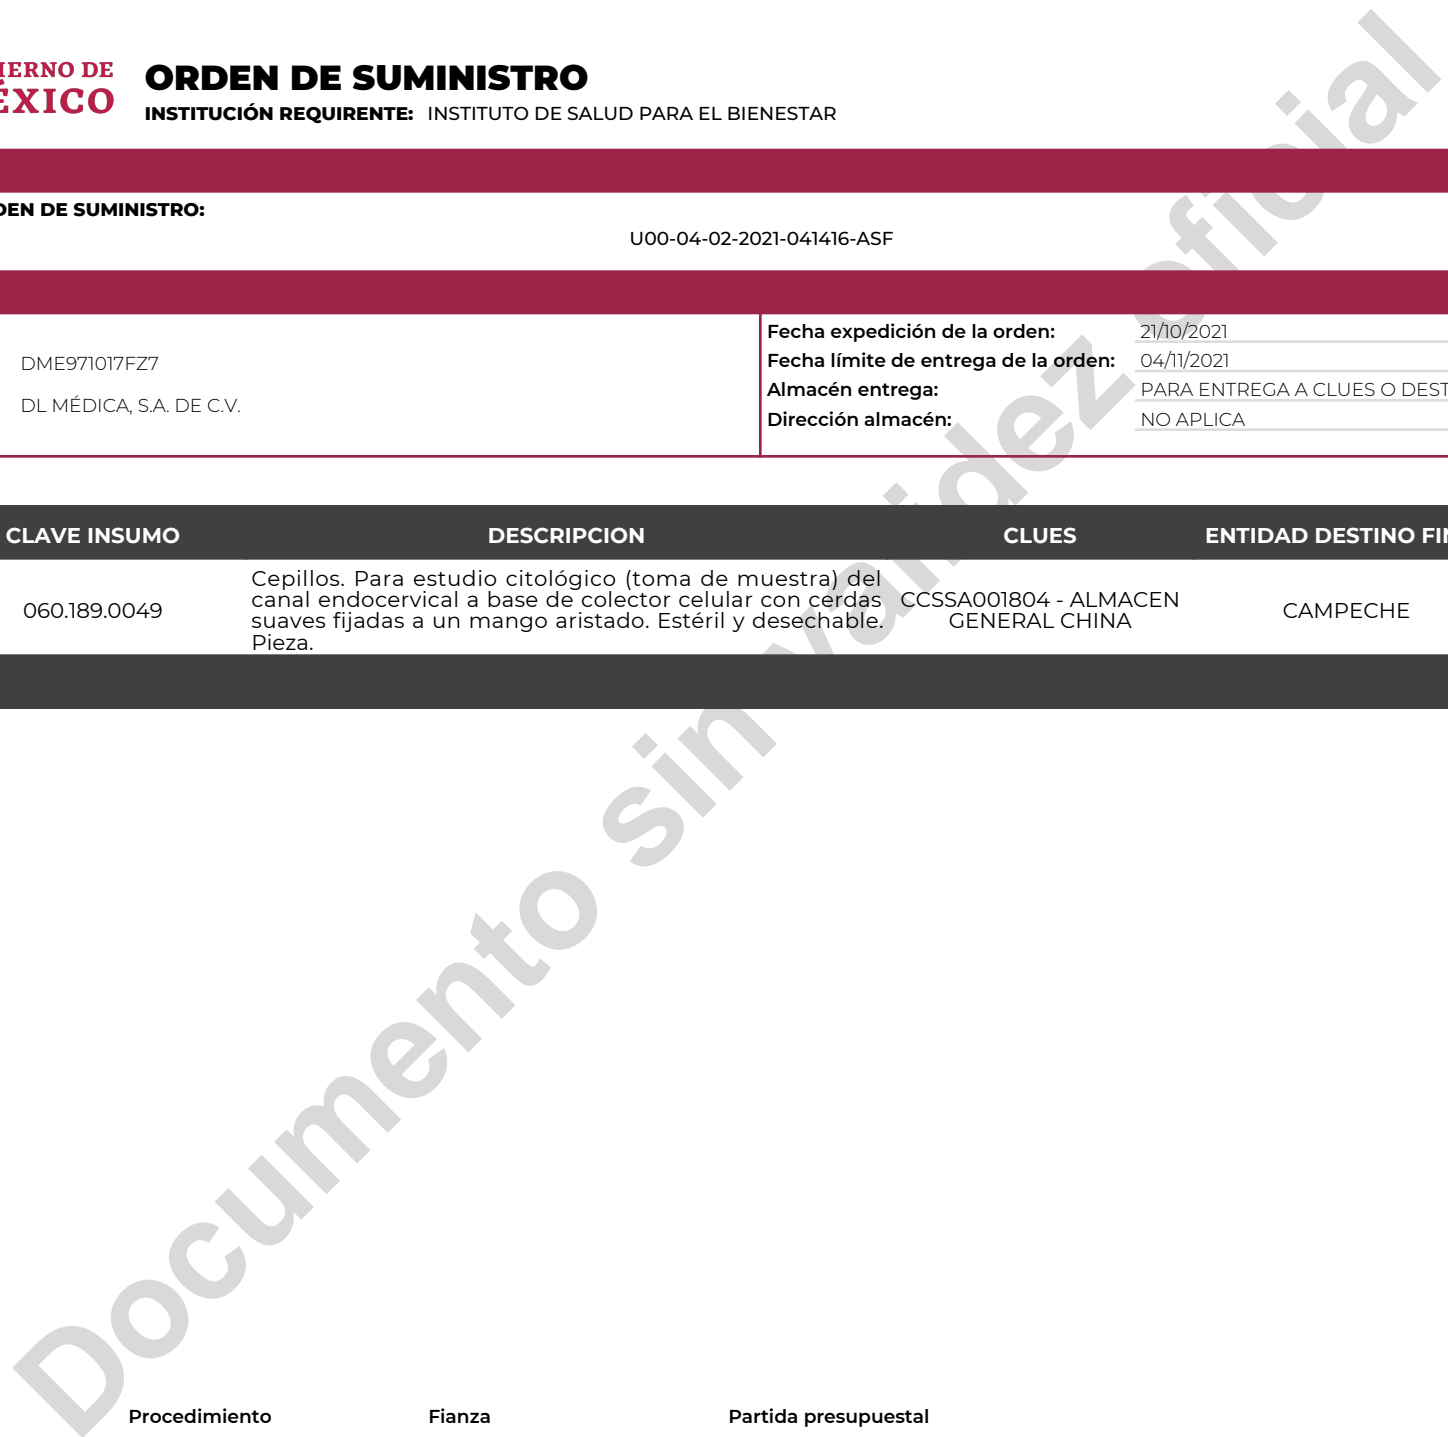 IERNO DE
ÉXICO
ORDEN DE SUMINISTRO
INSTITUCIÓN REQUIRENTE: INSTITUTO DE SALUD PARA EL BIENESTAR
DEN DE SUMINISTRO:
U00-04-02-2021-041416-ASF
DME971017FZ7
DL MÉDICA, S.A. DE C.V.
Fecha expedición de la orden: 21/10/2021
Fecha límite de entrega de la orden: 04/11/2021
Almacén entrega: PARA ENTREGA A CLUES O DEST
Dirección almacén: NO APLICA
CLAVE INSUMO DESCRIPCION CLUES ENTIDAD DESTINO FIN
060.189.0049
Cepillos. Para estudio citológico (toma de muestra) del
canal endocervical a base de colector celular con cerdas
suaves fijadas a un mango aristado. Estéril y desechable.
Pieza.
CCSSA001804 - ALMACEN
GENERAL CHINA
CAMPECHE
Documento sin validez oficial
Procedimiento Fianza Partida presupuestal